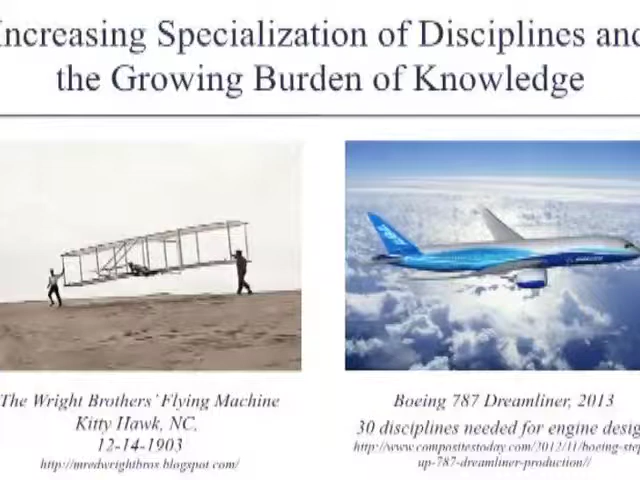 Increasing Specialization of Disciplines and
the Growing Burden of Knowledge
The Wright Brothers' Flying Machine
Kitty Hawk, NC,
12-14-1903
http://mredwrightbros.blogspot.com/
Boeing 787 Dreamliner, 2013
30 disciplines needed for engine desig
http://www.compositestoday.com/2012/11/boeing-step
up-787-dreamliner-production//
787